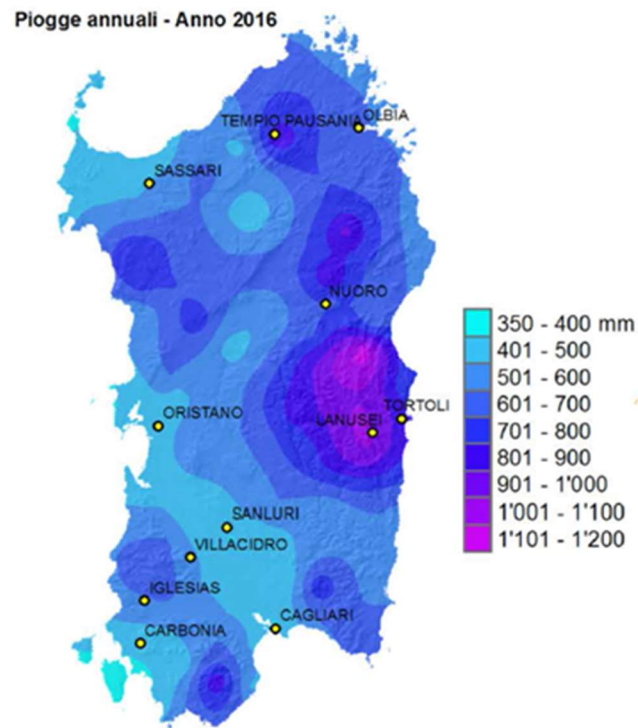 Piogge annuali - Anno 2016
TEMPIO PAUSANIA
OLBIA
SASSARI
NUORO
350 - 400 mm
401 - 500
501 - 600
601 - 700
701 - 800
801 - 900
901 - 1'000
1'001 - 1'100
1'101 - 1'200
TORTOLI
LANUSEI
ORISTANO
SANLURI
VILLACIDRO
IGLESIAS
CAGLIARI
CARBONIA